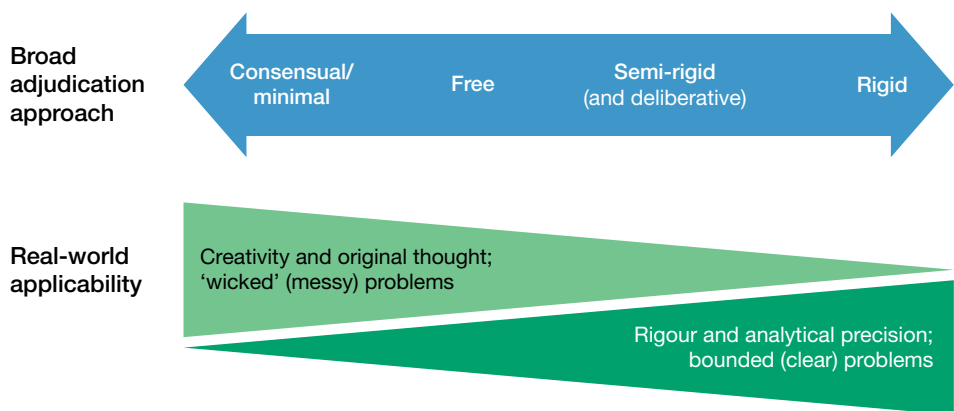 Broad
adjudication
approach
Consensual/
minimal
Free
Semi-rigid
(and deliberative)
Rigid
Real-world
applicability
Creativity and original thought;
‘wicked’ (messy) problems
Rigour and analytical precision;
bounded (clear) problems